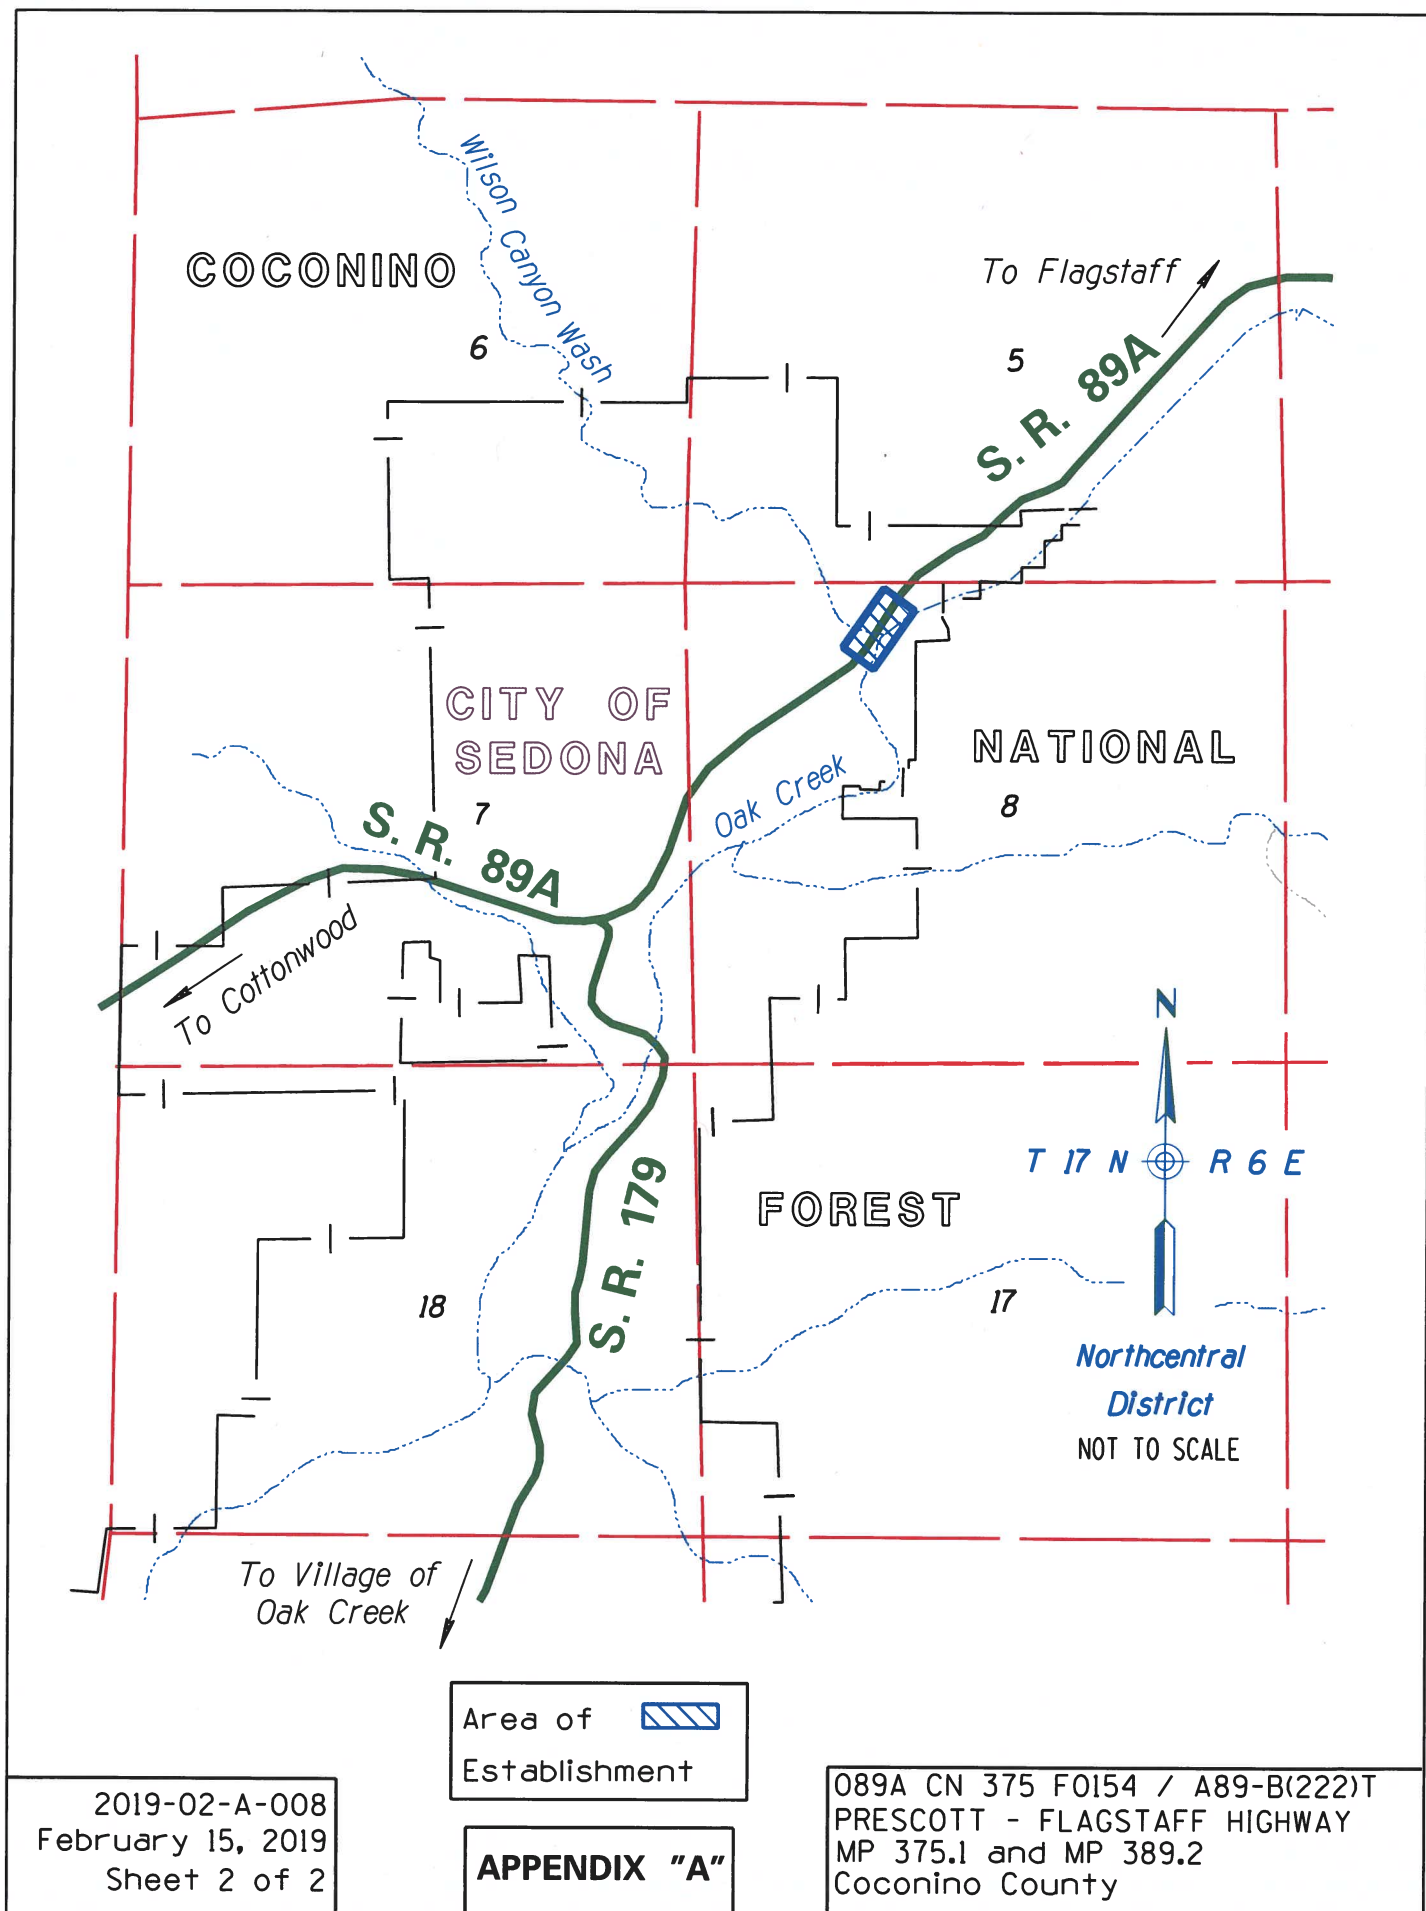 Wilson Canyon Wash
COCONINO
To Flagstaff
6
5
S. R. 89A
CITY OF
SEDONA
NATIONAL
Oak Creek
7
8
S. R. 89A
To Cottonwood
N
T 17 N R 6 E
S. R. 179
FOREST
18
17
Northcentral
District
NOT TO SCALE
To Village of
Oak Creek
Area of
Establishment
2019-02-A-008
February 15, 2019
Sheet 2 of 2
APPENDIX "A"
089A CN 375 F0154 / A89-B(222)T
PRESCOTT - FLAGSTAFF HIGHWAY
MP 375.1 and MP 389.2
Coconino County